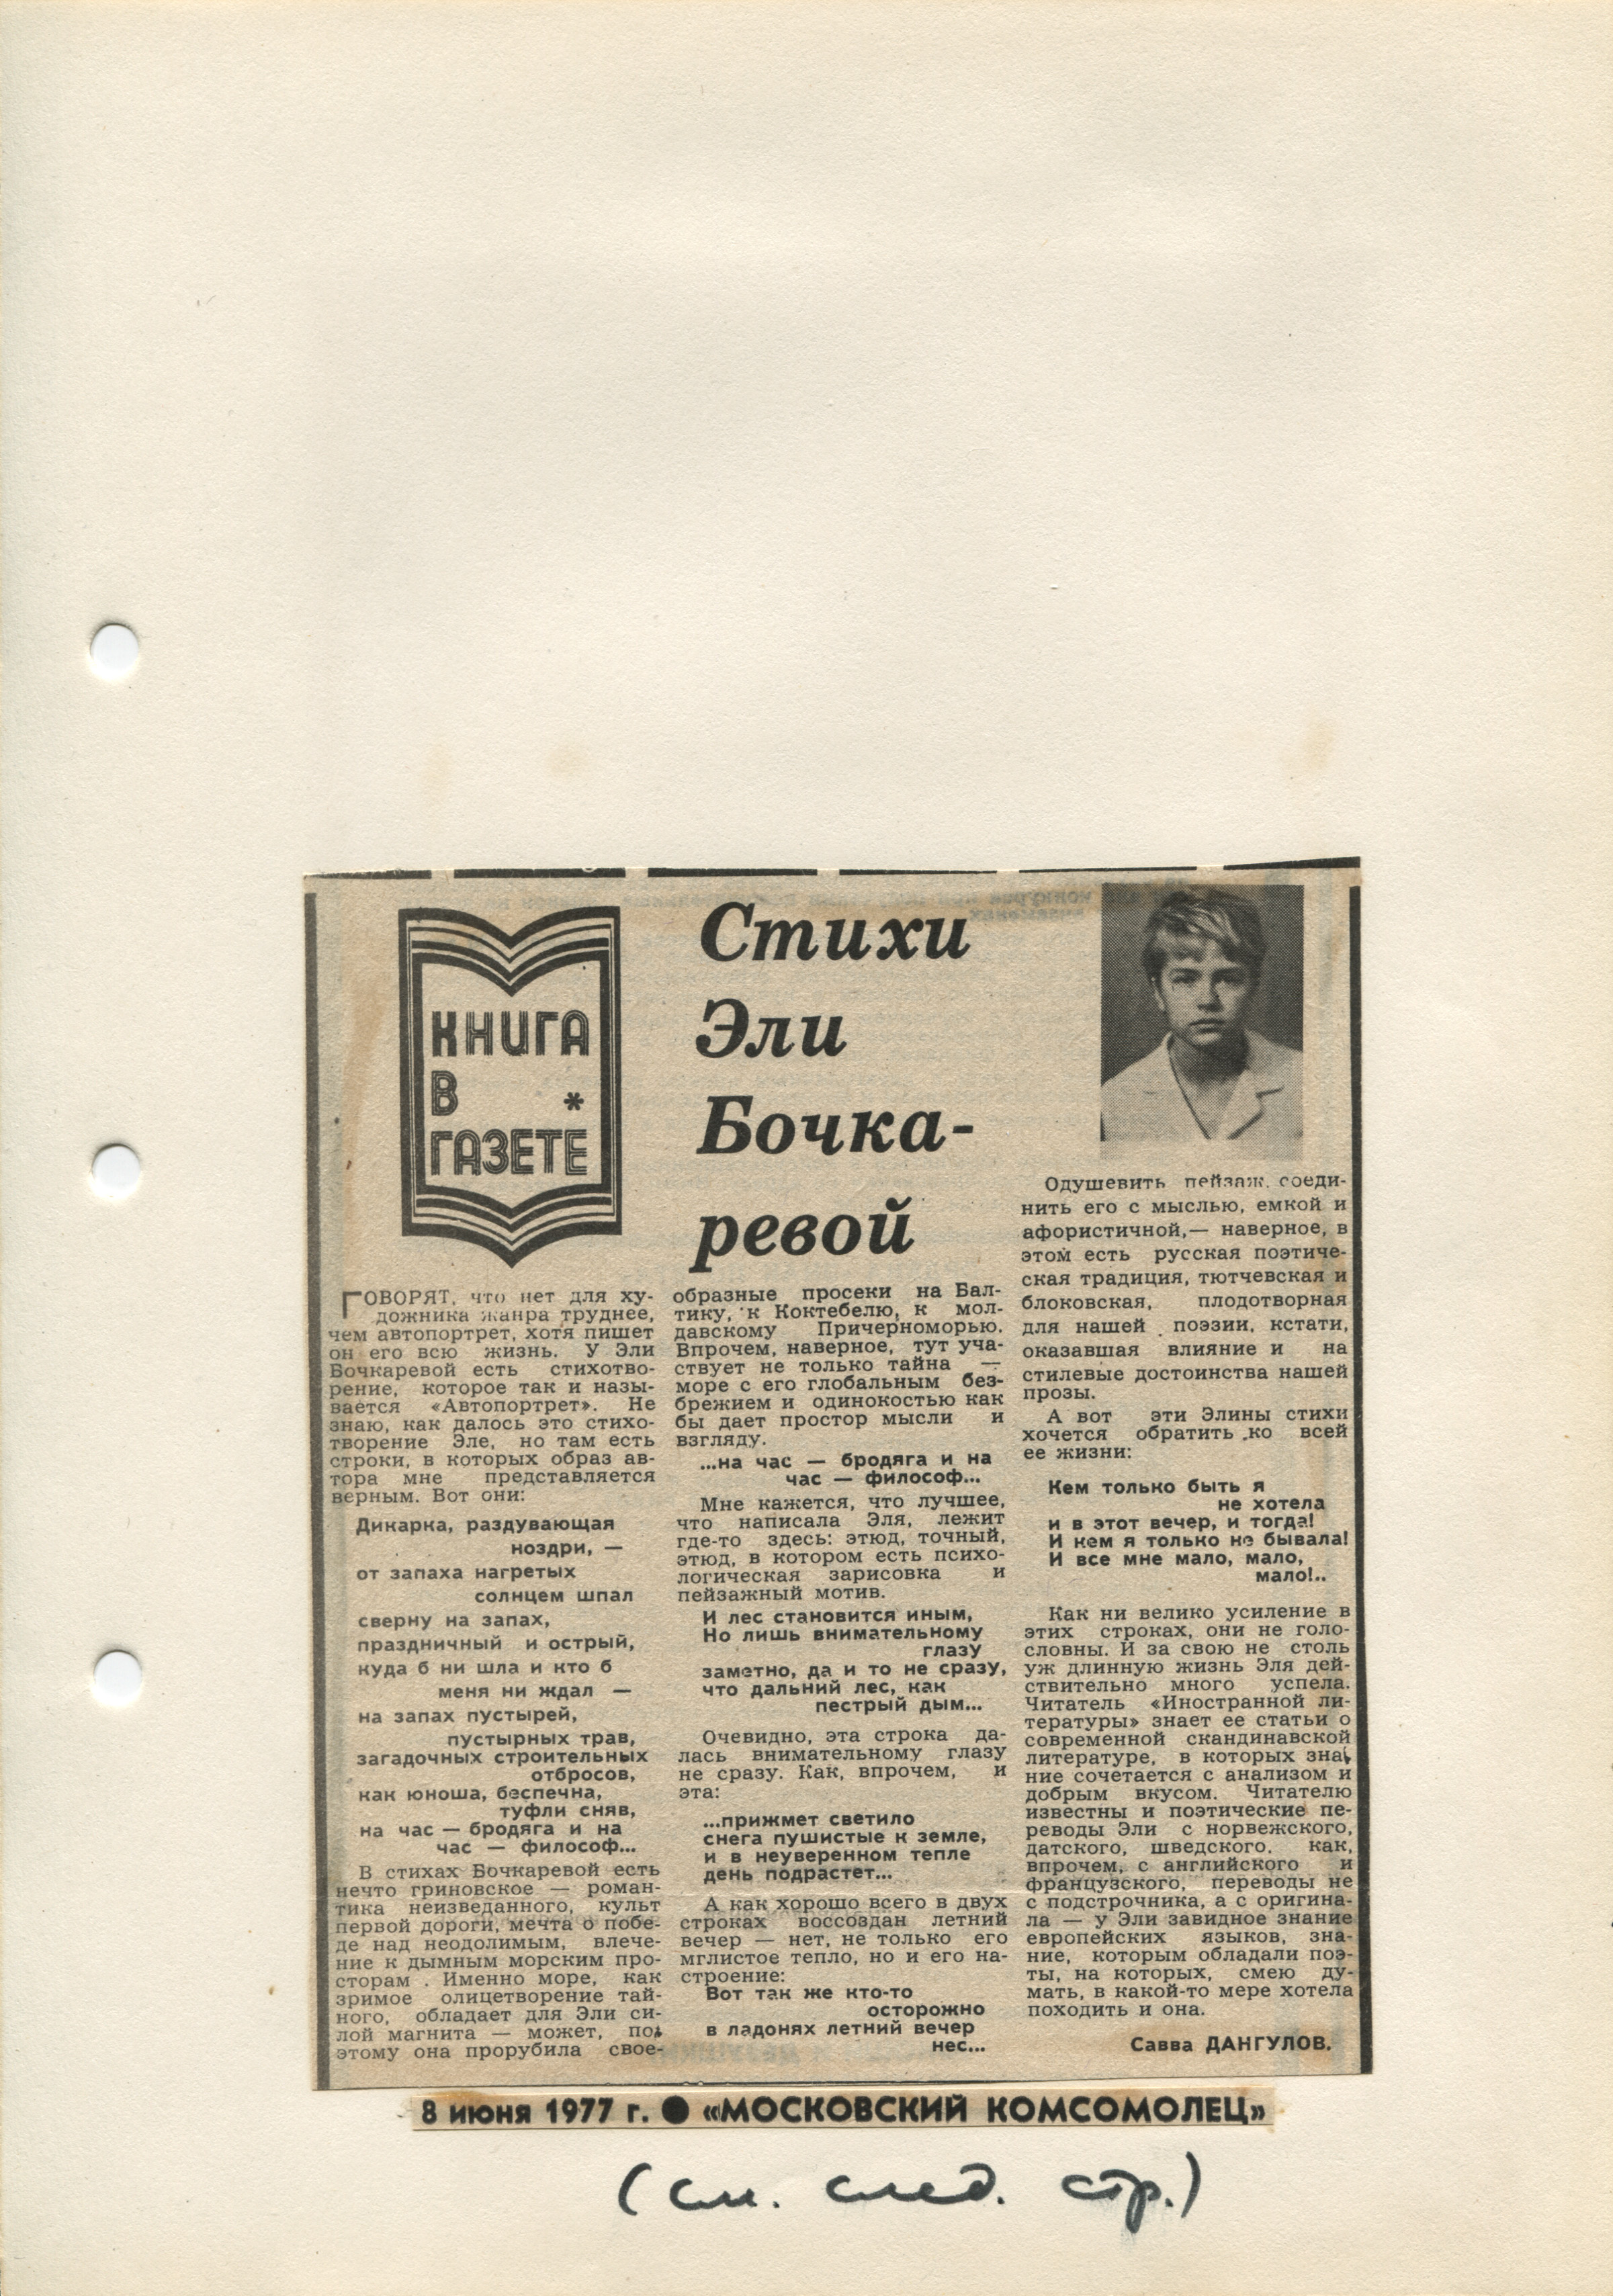 КНИГА
В *
ГАЗЕТЕ
Стихи
Эли
Бочка-
ревой
ГОВОРЯТ, что нет для ху-
дожника жанра труднее,
чем автопортрет, хотя пишет
он его всю жизнь. У Эли
Бочкаревой есть стихотво-
рение, которое так и назы-
вается «Автопортрет». Не
знаю, как далось это стихо-
творение Эле, но там есть
строки, в которых образ ав-
тора мне представляется
верным. Вот они:
Дикарка, раздувающая
ноздри, —
от запаха нагретых
солнцем шпал
сверну на запах,
праздничный и острый,
куда б ни шла и кто б
меня ни ждал —
на запах пустырей,
пустырных трав,
загадочных строительных
отбросов,
как юноша, беспечна,
туфли сняв,
на час — бродяга и на
час — философ...
В стихах Бочкаревой есть
нечто гриновское — роман-
тика неизведанного, культ
первой дороги, мечта о побе-
де над неодолимым, влече-
ние к дымным морским про-
сторам . Именно море, как
зримое олицетворение тай-
ного, обладает для Эли си-
лой магнита — может, по
этому она прорубила свое-
образные просеки на Бал-
тику, к Коктебелю, к мол-
давскому Причерноморью.
Впрочем, наверное, тут уча-
ствует не только тайна —
море с его глобальным без-
брежием и одинокостью как
бы дает простор мысли и
взгляду.
...на час — бродяга и на
час — философ...
Мне кажется, что лучшее,
что написала Эля, лежит
где-то здесь: этюд, точный,
этюд, в котором есть психо-
логическая зарисовка и
пейзажный мотив.
И лес становится иным,
Но лишь внимательному
глазу
заметно, да и то не сразу,
что дальний лес, как
пестрый дым...
Очевидно, эта строка да-
лась внимательному глазу
не сразу. Как, впрочем, и
эта:
...прижмет светило
снега пушистые к земле,
и в неуверенном тепле
день подрастет...
А как хорошо всего в двух
строках воссоздан летний
вечер — нет, не только его
мглистое тепло, но и его на-
строение:
Вот так же кто-то
осторожно
в ладонях летний вечер
нес...
Одушевить пейзаж, соеди-
нить его с мыслью, емкой и
афористичной,— наверное, в
этом есть русская поэтиче-
ская традиция, тютчевская и
блоковская, плодотворная
для нашей поэзии, кстати,
оказавшая влияние и на
стилевые достоинства нашей
прозы.
А вот эти Элины стихи
хочется обратить ко всей
ее жизни:
Кем только быть я
не хотела
и в этот вечер, и тогда!
И кем я только не бывала!
И все мне мало, мало,
мало!..
Как ни велико усиление в
этих строках, они не голо-
словны. И за свою не столь
уж длинную жизнь Эля дей-
ствительно много успела.
Читатель «Иностранной ли-
тературы» знает ее статьи о
современной скандинавской
литературе, в которых зна-
ние сочетается с анализом и
добрым вкусом. Читателю
известны и поэтические пе-
реводы Эли с норвежского,
датского, шведского, как,
впрочем, с английского и
французского, переводы не
с подстрочника, а с оригина-
ла — у Эли завидное знание
европейских языков, зна-
ние, которым обладали поэ-
ты, на которых, смею ду-
мать, в какой-то мере хотела
походить и она.
Савва ДАНГУЛОВ.
8 июня 1977 г. ● «МОСКОВСКИЙ КОМСОМОЛЕЦ»
(см. след. стр.)